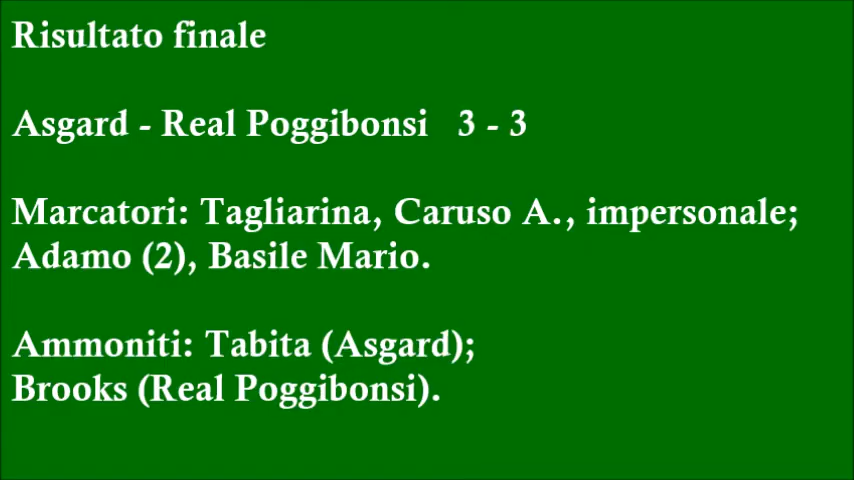 Risultato finale
Asgard - Real Poggibonsi 3 - 3
Marcatori: Tagliarina, Caruso A., impersonale;
Adamo (2), Basile Mario.
Ammoniti: Tabita (Asgard);
Brooks (Real Poggibonsi).